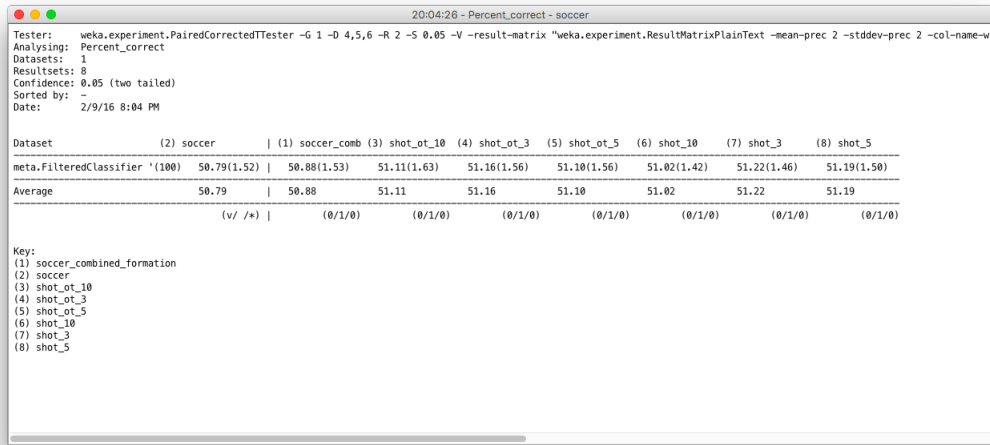 20:04:26 - Percent_correct - soccer
Tester: weka.experiment.PairedCorrectedTTester -G 1 -D 4,5,6 -R 2 -S 0.05 -V -result-matrix "weka.experiment.ResultMatrixPlainText -mean-prec 2 -stddev-prec 2 -col-name-w
Analysing: Percent_correct
Datasets: 1
Resultsets: 8
Confidence: 0.05 (two tailed)
Sorted by: -
Date: 2/9/16 8:04 PM
Dataset (2) soccer | (1) soccer_comb (3) shot_ot_10 (4) shot_ot_3 (5) shot_ot_5 (6) shot_10 (7) shot_3 (8) shot_5
meta.FilteredClassifier '(100) 50.79(1.52) | 50.88(1.53) 51.11(1.63) 51.16(1.56) 51.10(1.56) 51.02(1.42) 51.22(1.46) 51.19(1.50)
Average 50.79 | 50.88 51.11 51.16 51.10 51.02 51.22 51.19
(v/ /*) | (0/1/0) (0/1/0) (0/1/0) (0/1/0) (0/1/0) (0/1/0) (0/1/0)
Key:
(1) soccer_combined_formation
(2) soccer
(3) shot_ot_10
(4) shot_ot_3
(5) shot_ot_5
(6) shot_10
(7) shot_3
(8) shot_5